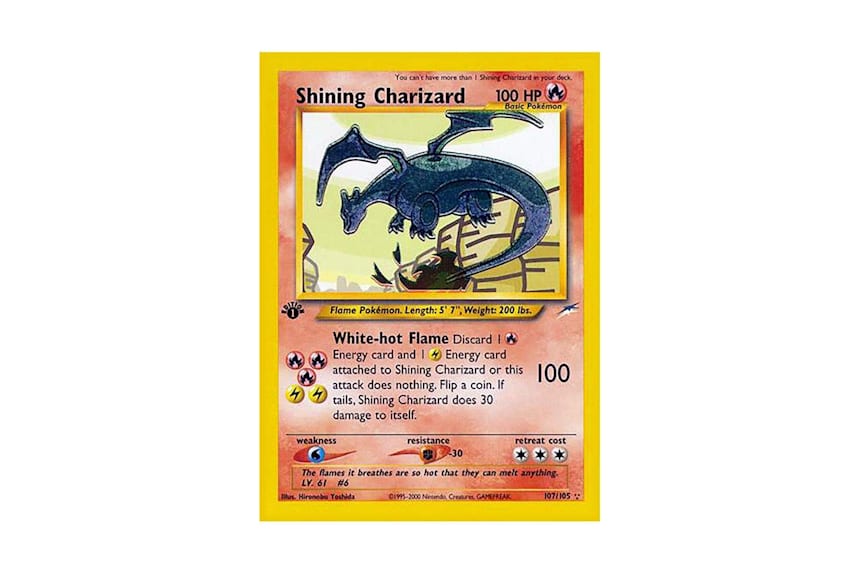 You can't have more than 1 Shining Charizard in your deck.
Shining Charizard 100 HP
Basic Pokémon
EDITION
1
Flame Pokémon. Length: 5' 7", Weight: 200 lbs.
White-hot Flame Discard 1
Energy card and 1 Energy card
attached to Shining Charizard or this
attack does nothing. Flip a coin. If
tails, Shining Charizard does 30
damage to itself.
100
weakness resistance retreat cost
-30
The flames it breathes are so hot that they can melt anything.
LV. 61 #6
Illus. Hironobu Yoshida ©1995-2000 Nintendo, Creatures, GAMEFREAK. 107/105